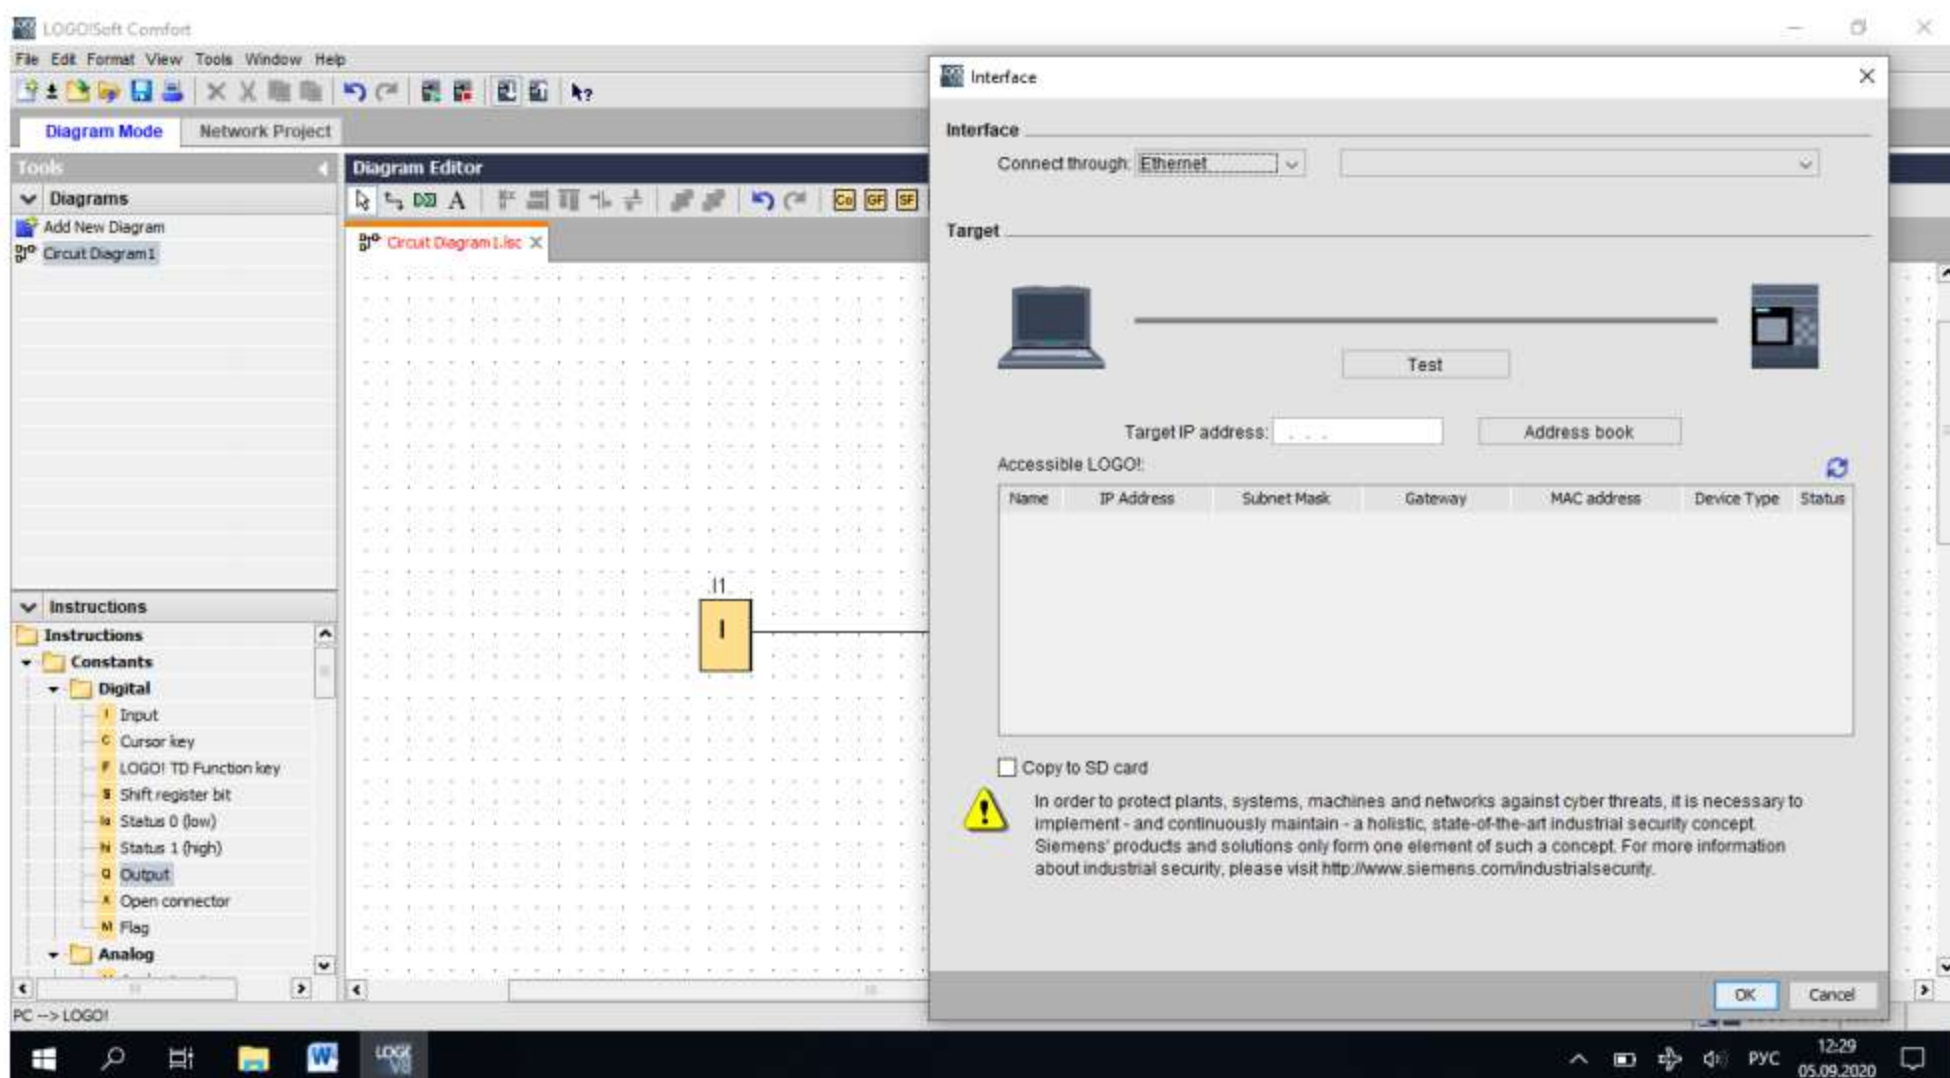 LOGO!Soft Comfort
File Edit Format View Tools Window Help
Diagram Mode Network Project
Tools
Diagrams
Add New Diagram
Circuit Diagram1
Instructions
Instructions
Constants
Digital
I Input
C Cursor key
F LOGO! TD Function key
S Shift register bit
lo Status 0 (low)
hi Status 1 (high)
Q Output
X Open connector
M Flag
Analog
PC --> LOGO!
Diagram Editor
A Co GF SF
Circuit Diagram1.lsc
I1
I
Interface
Interface
Connect through: Ethernet
Target
Test
Target IP address: . . . Address book
Accessible LOGO!:
Name IP Address Subnet Mask Gateway MAC address Device Type Status
Copy to SD card
In order to protect plants, systems, machines and networks against cyber threats, it is necessary to
implement - and continuously maintain - a holistic, state-of-the-art industrial security concept.
Siemens' products and solutions only form one element of such a concept. For more information
about industrial security, please visit http://www.siemens.com/industrialsecurity.
OK Cancel
W LOGO! V8
РУС
12:29
05.09.2020